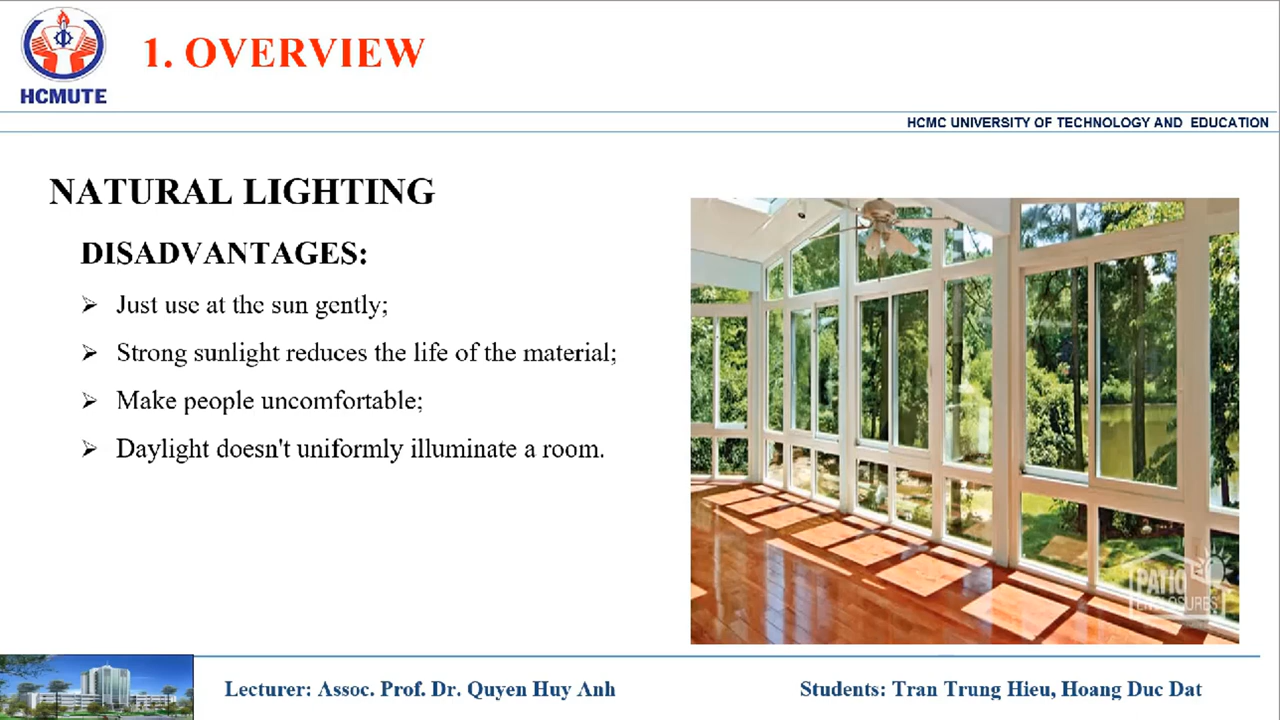 1. OVERVIEW
HCMUTE
HCMC UNIVERSITY OF TECHNOLOGY AND EDUCATION
NATURAL LIGHTING
DISADVANTAGES:
Just use at the sun gently;
Strong sunlight reduces the life of the material;
Make people uncomfortable;
Daylight doesn't uniformly illuminate a room.
PATIO
ENCLOSURES
Lecturer: Assoc. Prof. Dr. Quyen Huy Anh
Students: Tran Trung Hieu, Hoang Duc Dat